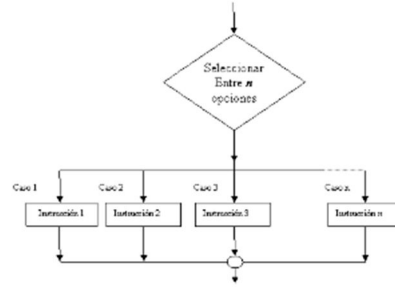 Seleccionar
Entre n
opciones
Caso 1
Caso 2
Caso 3
Caso n
Instrucción 1
Instrucción 2
Instrucción 3
Instrucción n